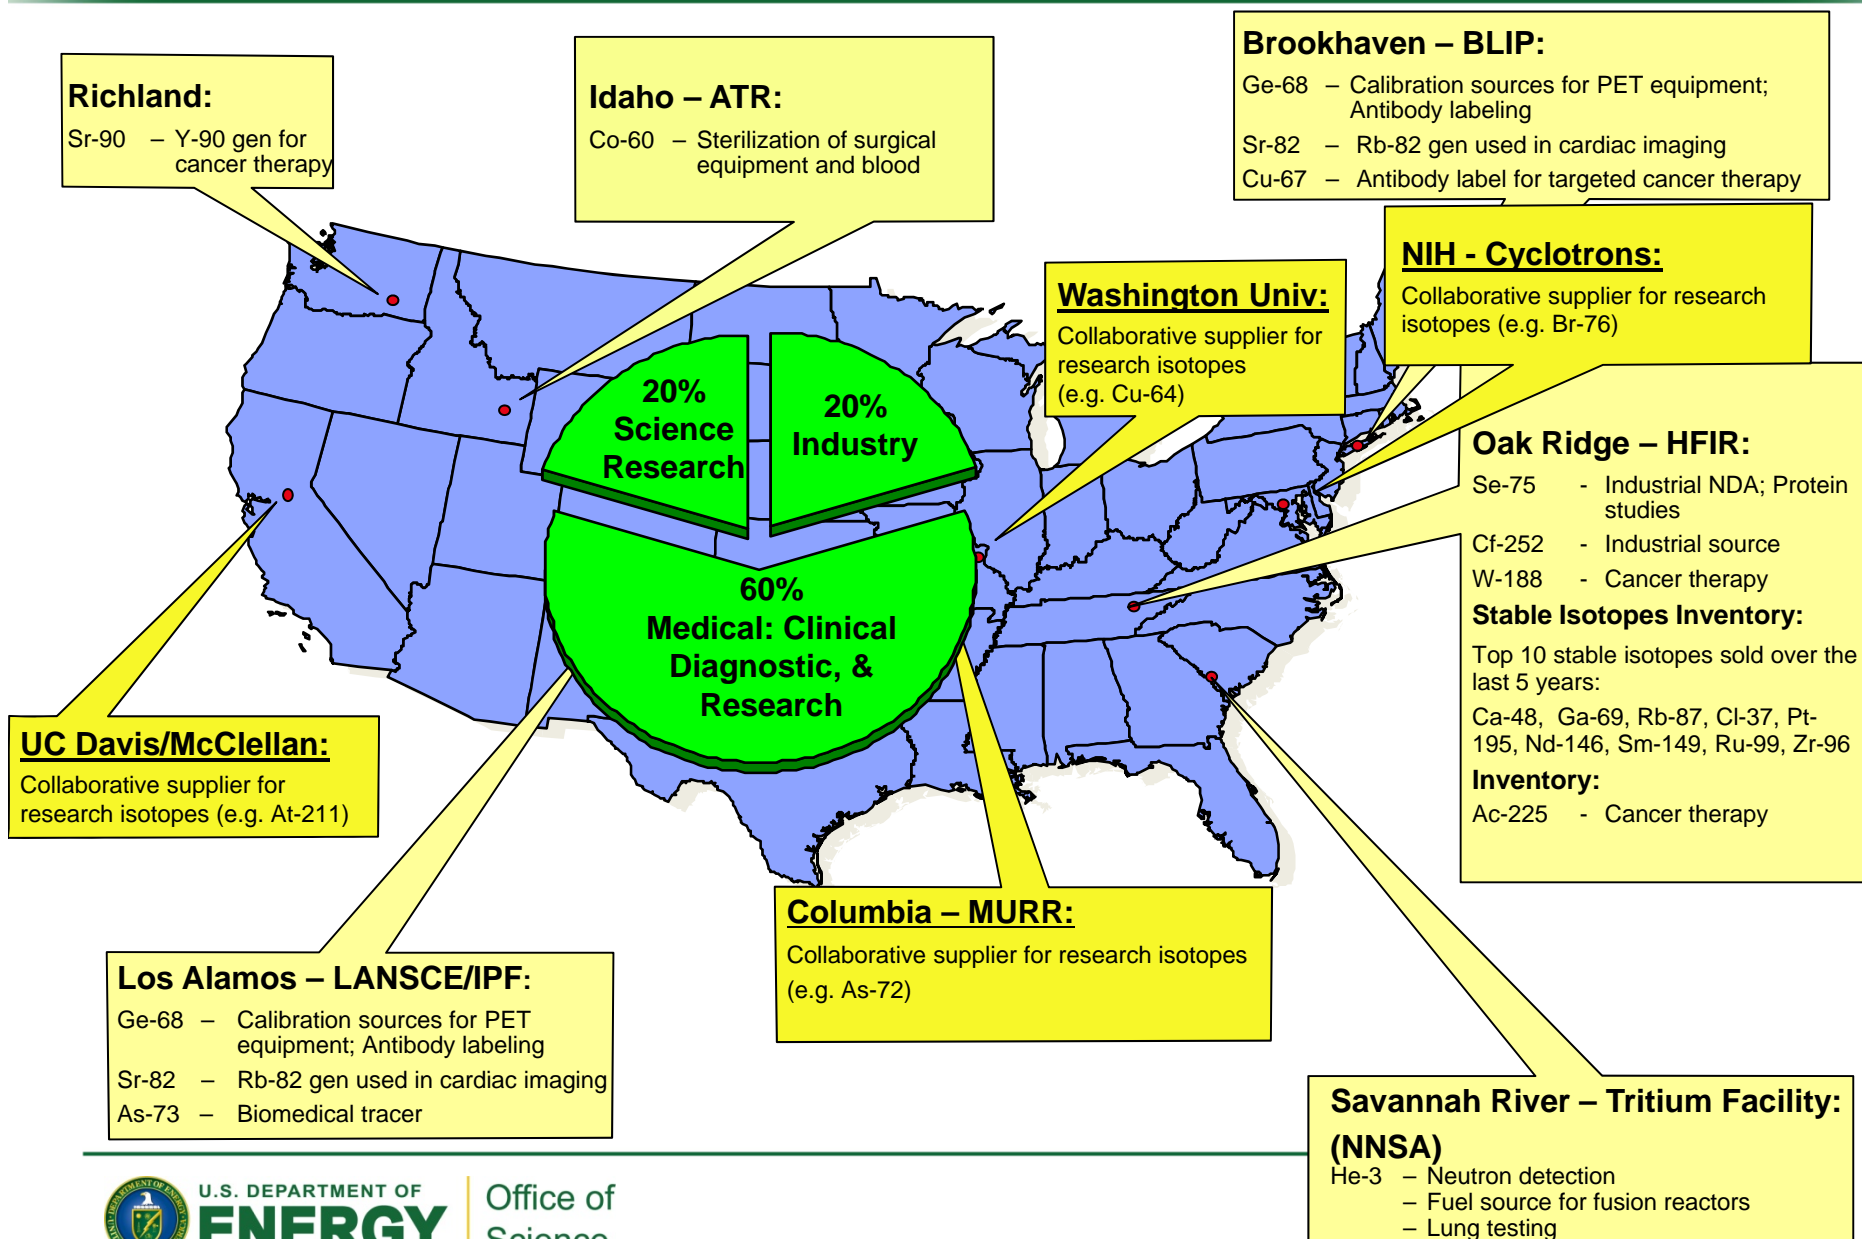 Richland:
Sr-90 – Y-90 gen for
cancer therapy
Idaho – ATR:
Co-60 – Sterilization of surgical
equipment and blood
Brookhaven – BLIP:
Ge-68 – Calibration sources for PET equipment;
Antibody labeling
Sr-82 – Rb-82 gen used in cardiac imaging
Cu-67 – Antibody label for targeted cancer therapy
NIH - Cyclotrons:
Collaborative supplier for research
isotopes (e.g. Br-76)
Washington Univ:
Collaborative supplier for
research isotopes
(e.g. Cu-64)
20%
Science
Research
20%
Industry
60%
Medical: Clinical
Diagnostic, &
Research
Oak Ridge – HFIR:
Se-75 - Industrial NDA; Protein
studies
Cf-252 - Industrial source
W-188 - Cancer therapy
Stable Isotopes Inventory:
Top 10 stable isotopes sold over the
last 5 years:
Ca-48, Ga-69, Rb-87, Cl-37, Pt-
195, Nd-146, Sm-149, Ru-99, Zr-96
Inventory:
Ac-225 - Cancer therapy
UC Davis/McClellan:
Collaborative supplier for
research isotopes (e.g. At-211)
Columbia – MURR:
Collaborative supplier for research isotopes
(e.g. As-72)
Los Alamos – LANSCE/IPF:
Ge-68 – Calibration sources for PET
equipment; Antibody labeling
Sr-82 – Rb-82 gen used in cardiac imaging
As-73 – Biomedical tracer
Savannah River – Tritium Facility:
(NNSA)
He-3 – Neutron detection
– Fuel source for fusion reactors
– Lung testing
U.S. DEPARTMENT OF
ENERGY
Office of
Science